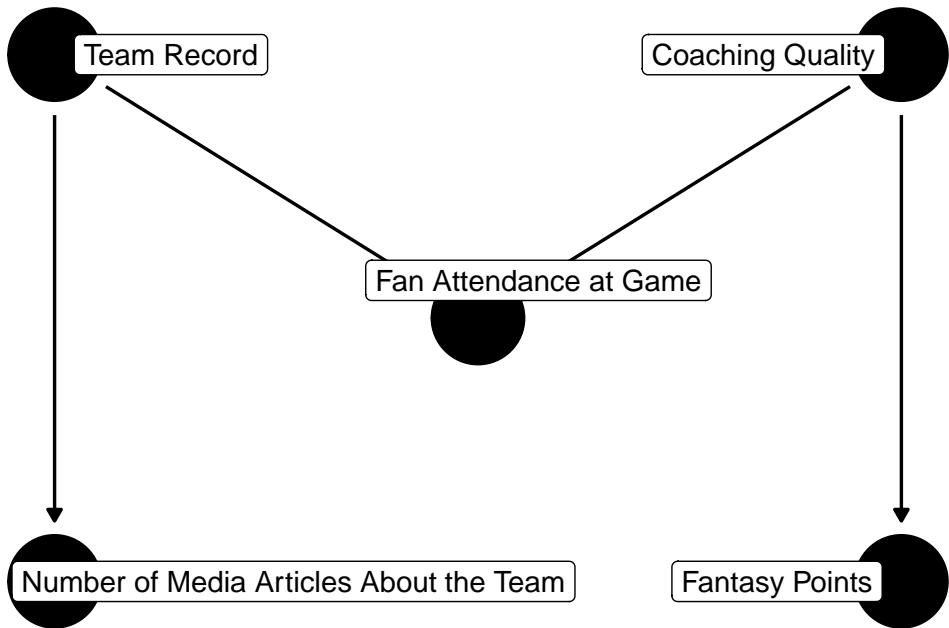 Team Record
Coaching Quality
Fan Attendance at Game
Number of Media Articles About the Team
Fantasy Points